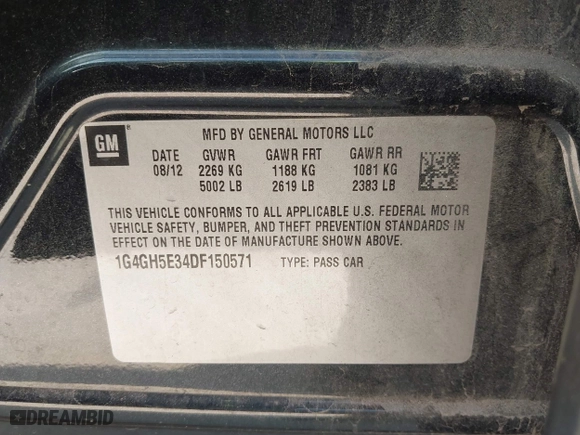 GM ® MFD BY GENERAL MOTORS LLC
DATE GVWR GAWR FRT GAWR RR
08/12 2269 KG 1188 KG 1081 KG
5002 LB 2619 LB 2383 LB
THIS VEHICLE CONFORMS TO ALL APPLICABLE U.S. FEDERAL MOTOR
VEHICLE SAFETY, BUMPER, AND THEFT PREVENTION STANDARDS IN
EFFECT ON THE DATE OF MANUFACTURE SHOWN ABOVE.
1G4GH5E34DF150571 TYPE: PASS CAR
DREAMBID